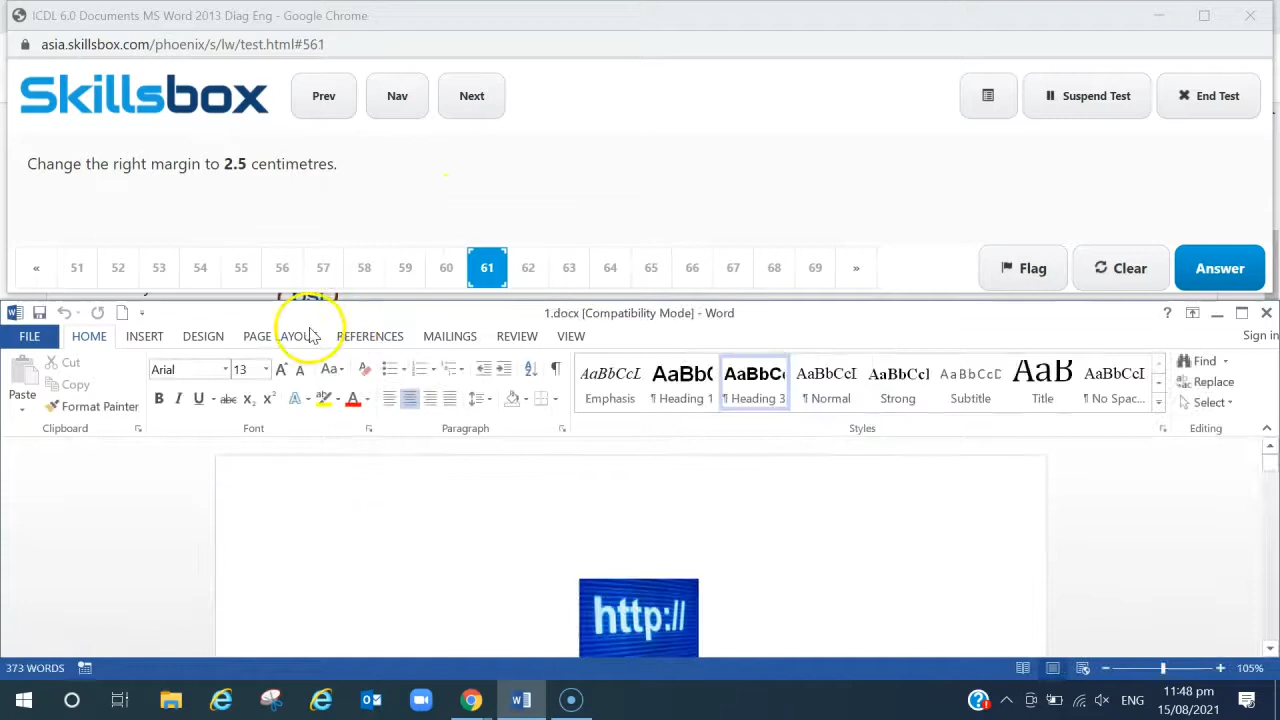 ICDL 6.0 Documents MS Word 2013 Diag Eng - Google Chrome
asia.skillsbox.com/phoenix/s/lw/test.html#561
Skillsbox Prev Nav Next Suspend Test End Test
Change the right margin to 2.5 centimetres.
« 51 52 53 54 55 56 57 58 59 60 61 62 63 64 65 66 67 68 69 » Flag Clear Answer
1.docx [Compatibility Mode] - Word
Sign in
FILE HOME INSERT DESIGN PAGE LAYOUT REFERENCES MAILINGS REVIEW VIEW
Cut Arial 13 A A Aa AaBbCcL AaBbC AaBbCc AaBbCcI AaBbCcI AaBbCcD AaB AaBbCcI Find
Copy Replace
Paste Format Painter B I U abc X2 X2 A ab A Emphasis ¶ Heading 1 ¶ Heading 3 ¶ Normal Strong Subtitle Title ¶ No Spac... Select
Clipboard Font Paragraph Styles Editing
http://
373 WORDS 105%
ENG 11:48 pm
15/08/2021